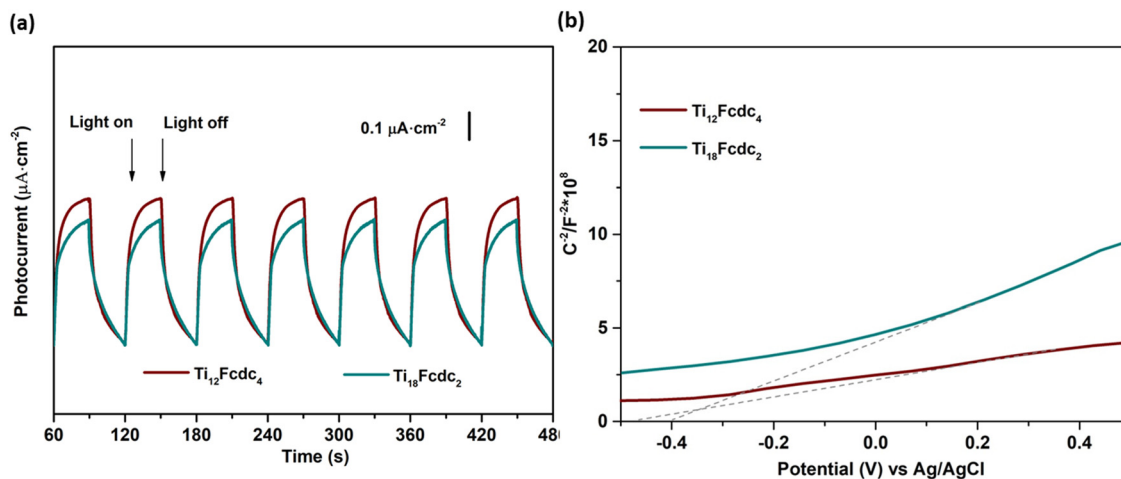 (a)
Photocurrent (μA·cm⁻²)
Light on
Light off
0.1 μA·cm⁻²
Ti₁₂Fcdc₄
Ti₁₈Fcdc₂
60 120 180 240 300 360 420 480
Time (s)
(b)
C⁻²/F⁻²*10⁸
20
15
10
5
0
Ti₁₂Fcdc₄
Ti₁₈Fcdc₂
-0.4 -0.2 0.0 0.2 0.4
Potential (V) vs Ag/AgCl